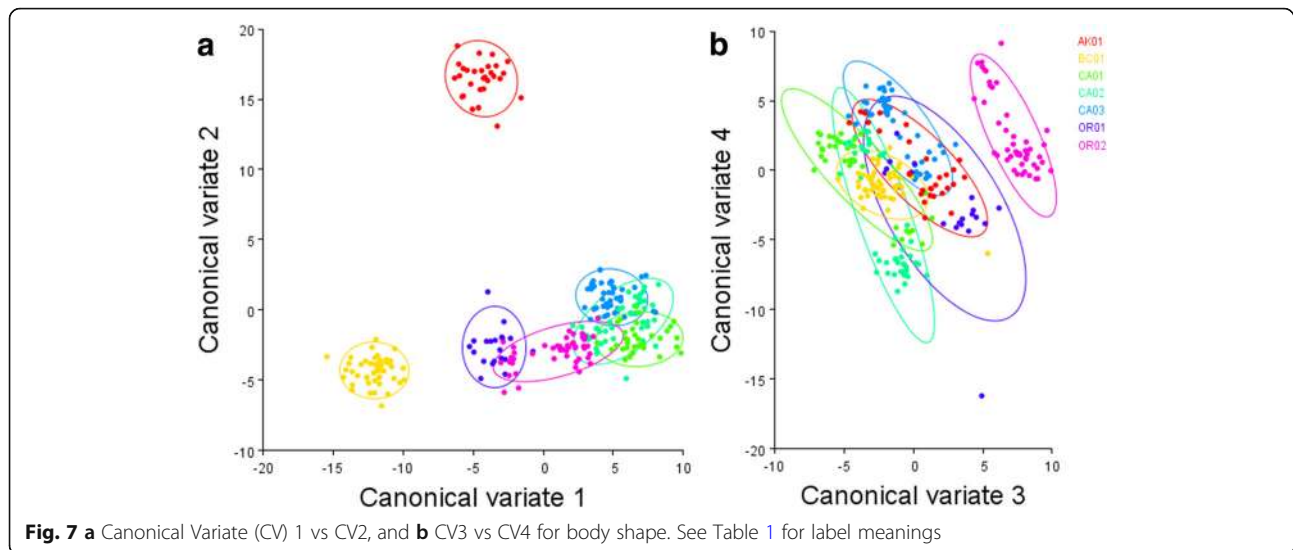 a
20
15
10
5
0
-5
-10
Canonical variate 2
-20 -15 -10 -5 0 5 10
Canonical variate 1
b
10
5
0
-5
-10
-15
-20
Canonical variate 4
-10 -5 0 5 10
Canonical variate 3
AK01
BC01
CA01
CA02
CA03
OR01
OR02
Fig. 7 a Canonical Variate (CV) 1 vs CV2, and b CV3 vs CV4 for body shape. See Table 1 for label meanings